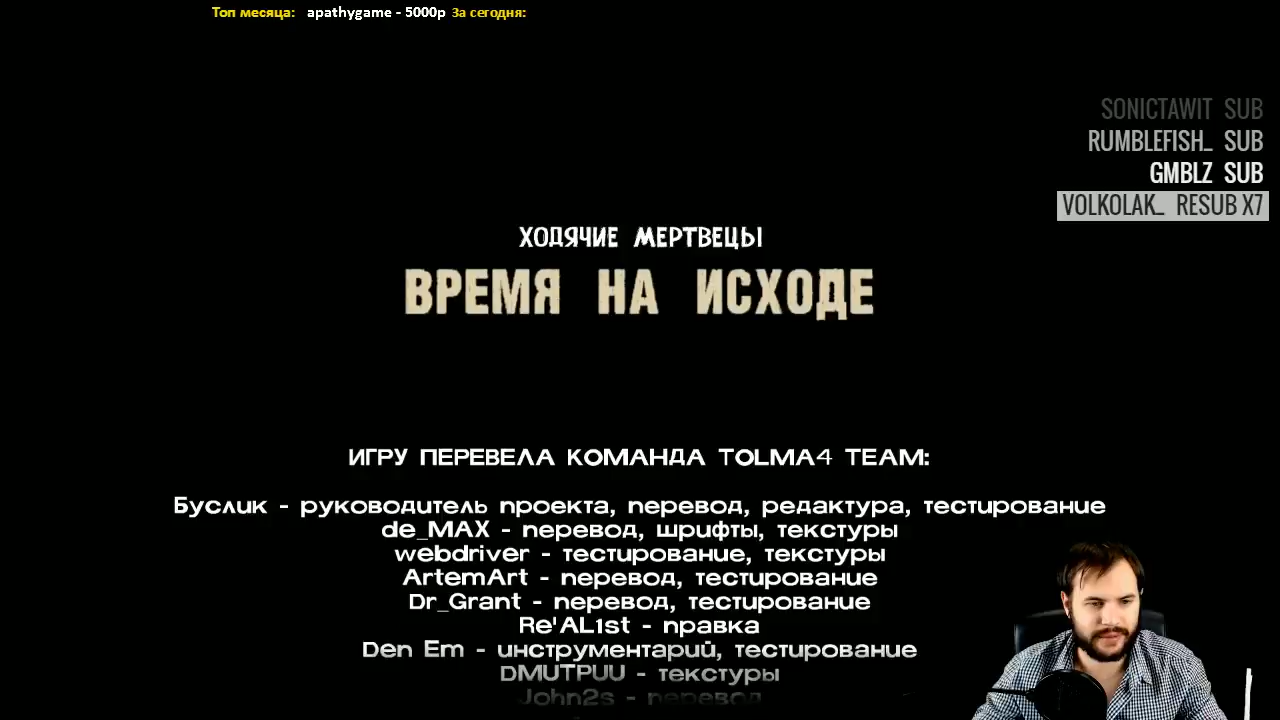 Топ месяца: apathygame - 5000р За сегодня:
SONICTAWIT SUB
RUMBLEFISH_ SUB
GMBLZ SUB
VOLKOLAK_ RESUB X7
ХОДЯЧИЕ МЕРТВЕЦЫ
ВРЕМЯ НА ИСХОДЕ
ИГРУ ПЕРЕВЕЛА КОМАНДА TOLMA4 TEAM:
Буслик - руководитель проекта, перевод, редактура, тестирование
de_MAX - перевод, шрифты, текстуры
webdriver - тестирование, текстуры
ArtemArt - перевод, тестирование
Dr_Grant - перевод, тестирование
Re'AL1st - правка
Den Em - инструментарий, тестирование
DMUTPUU - текстуры
John2s - перевод